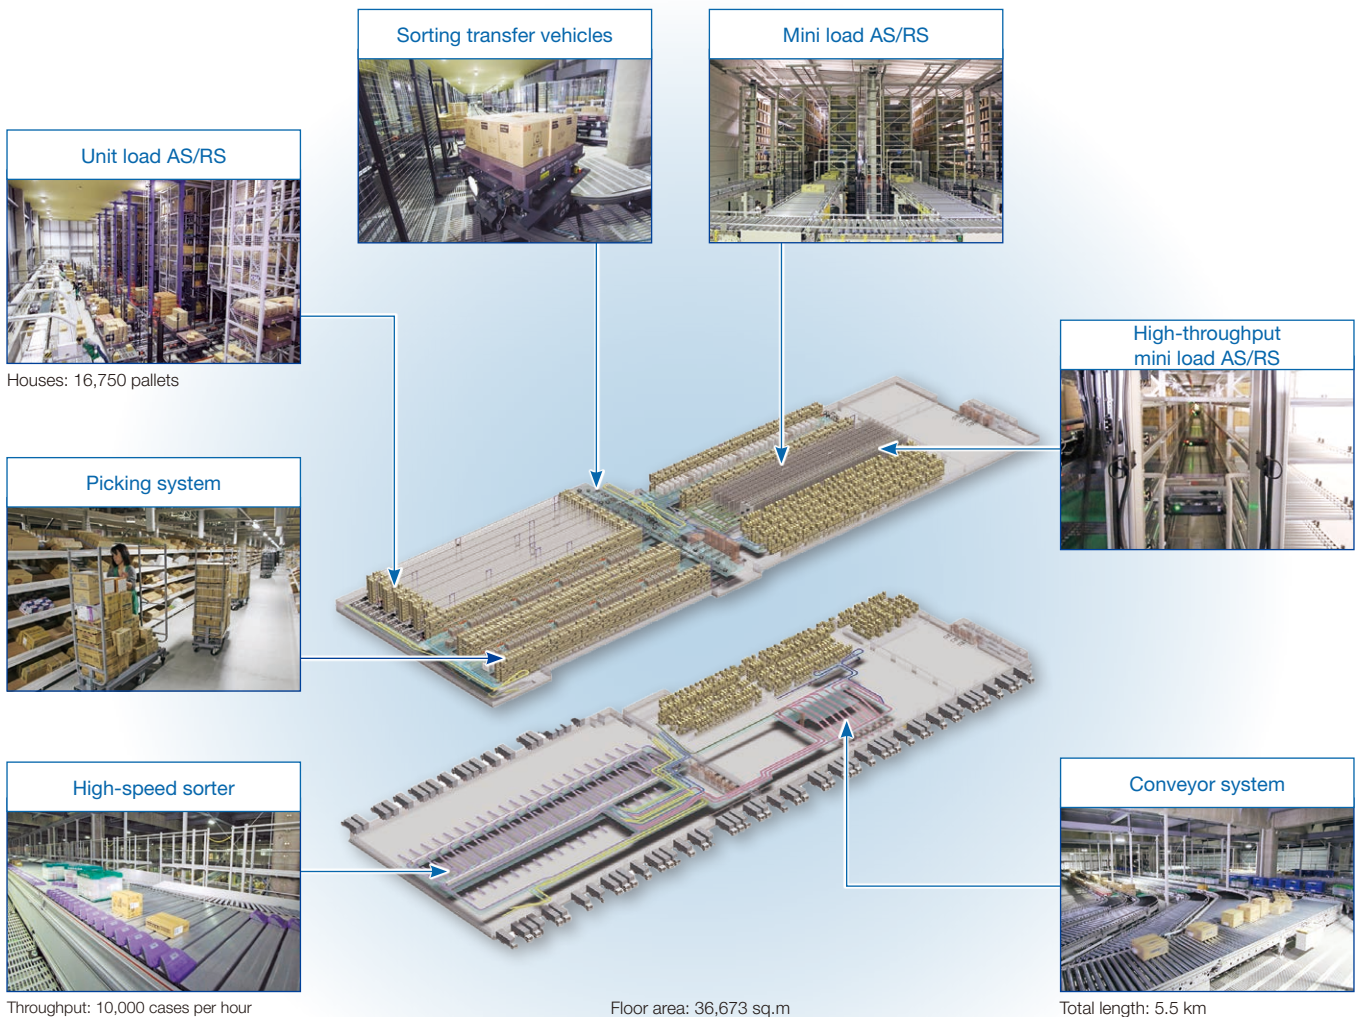 Sorting transfer vehicles
Mini load AS/RS
Unit load AS/RS
Houses: 16,750 pallets
High-throughput
mini load AS/RS
Picking system
High-speed sorter
Throughput: 10,000 cases per hour
Floor area: 36,673 sq.m
Conveyor system
Total length: 5.5 km